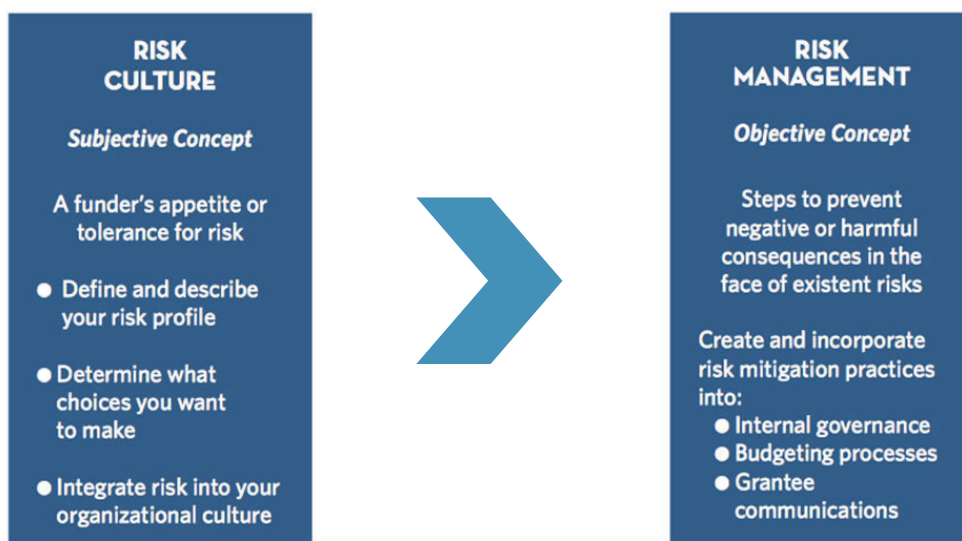 RISK
CULTURE
Subjective Concept
A funder's appetite or
tolerance for risk
● Define and describe
your risk profile
● Determine what
choices you want
to make
● Integrate risk into your
organizational culture
RISK
MANAGEMENT
Objective Concept
Steps to prevent
negative or harmful
consequences in the
face of existent risks
Create and incorporate
risk mitigation practices
into:
● Internal governance
● Budgeting processes
● Grantee
communications